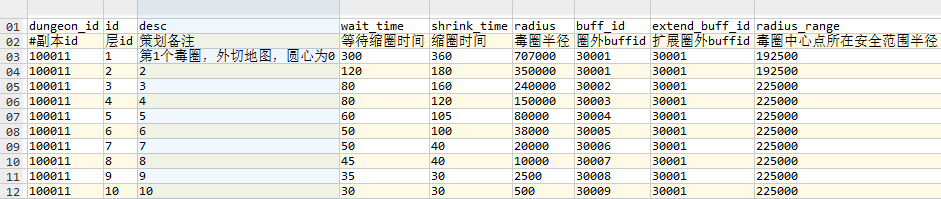 01 dungeon_id id desc wait_time shrink_time radius buff_id extend_buff_id radius_range
02 #副本id 层id 策划备注 等待缩圈时间 缩圈时间 毒圈半径 圈外buffid 扩展圈外buffid 毒圈中心点所在安全范围半径
03 100011 1 第1个毒圈，外切地图，圆心为0 300 360 707000 30001 30001 192500
04 100011 2 2 120 180 350000 30001 30001 192500
05 100011 3 3 80 160 240000 30002 30001 225000
06 100011 4 4 80 120 150000 30003 30001 225000
07 100011 5 5 60 105 80000 30004 30001 225000
08 100011 6 6 50 100 38000 30005 30001 225000
09 100011 7 7 50 40 20000 30006 30001 225000
10 100011 8 8 45 40 10000 30007 30001 225000
11 100011 9 9 35 30 2500 30008 30001 225000
12 100011 10 10 30 30 500 30009 30001 225000